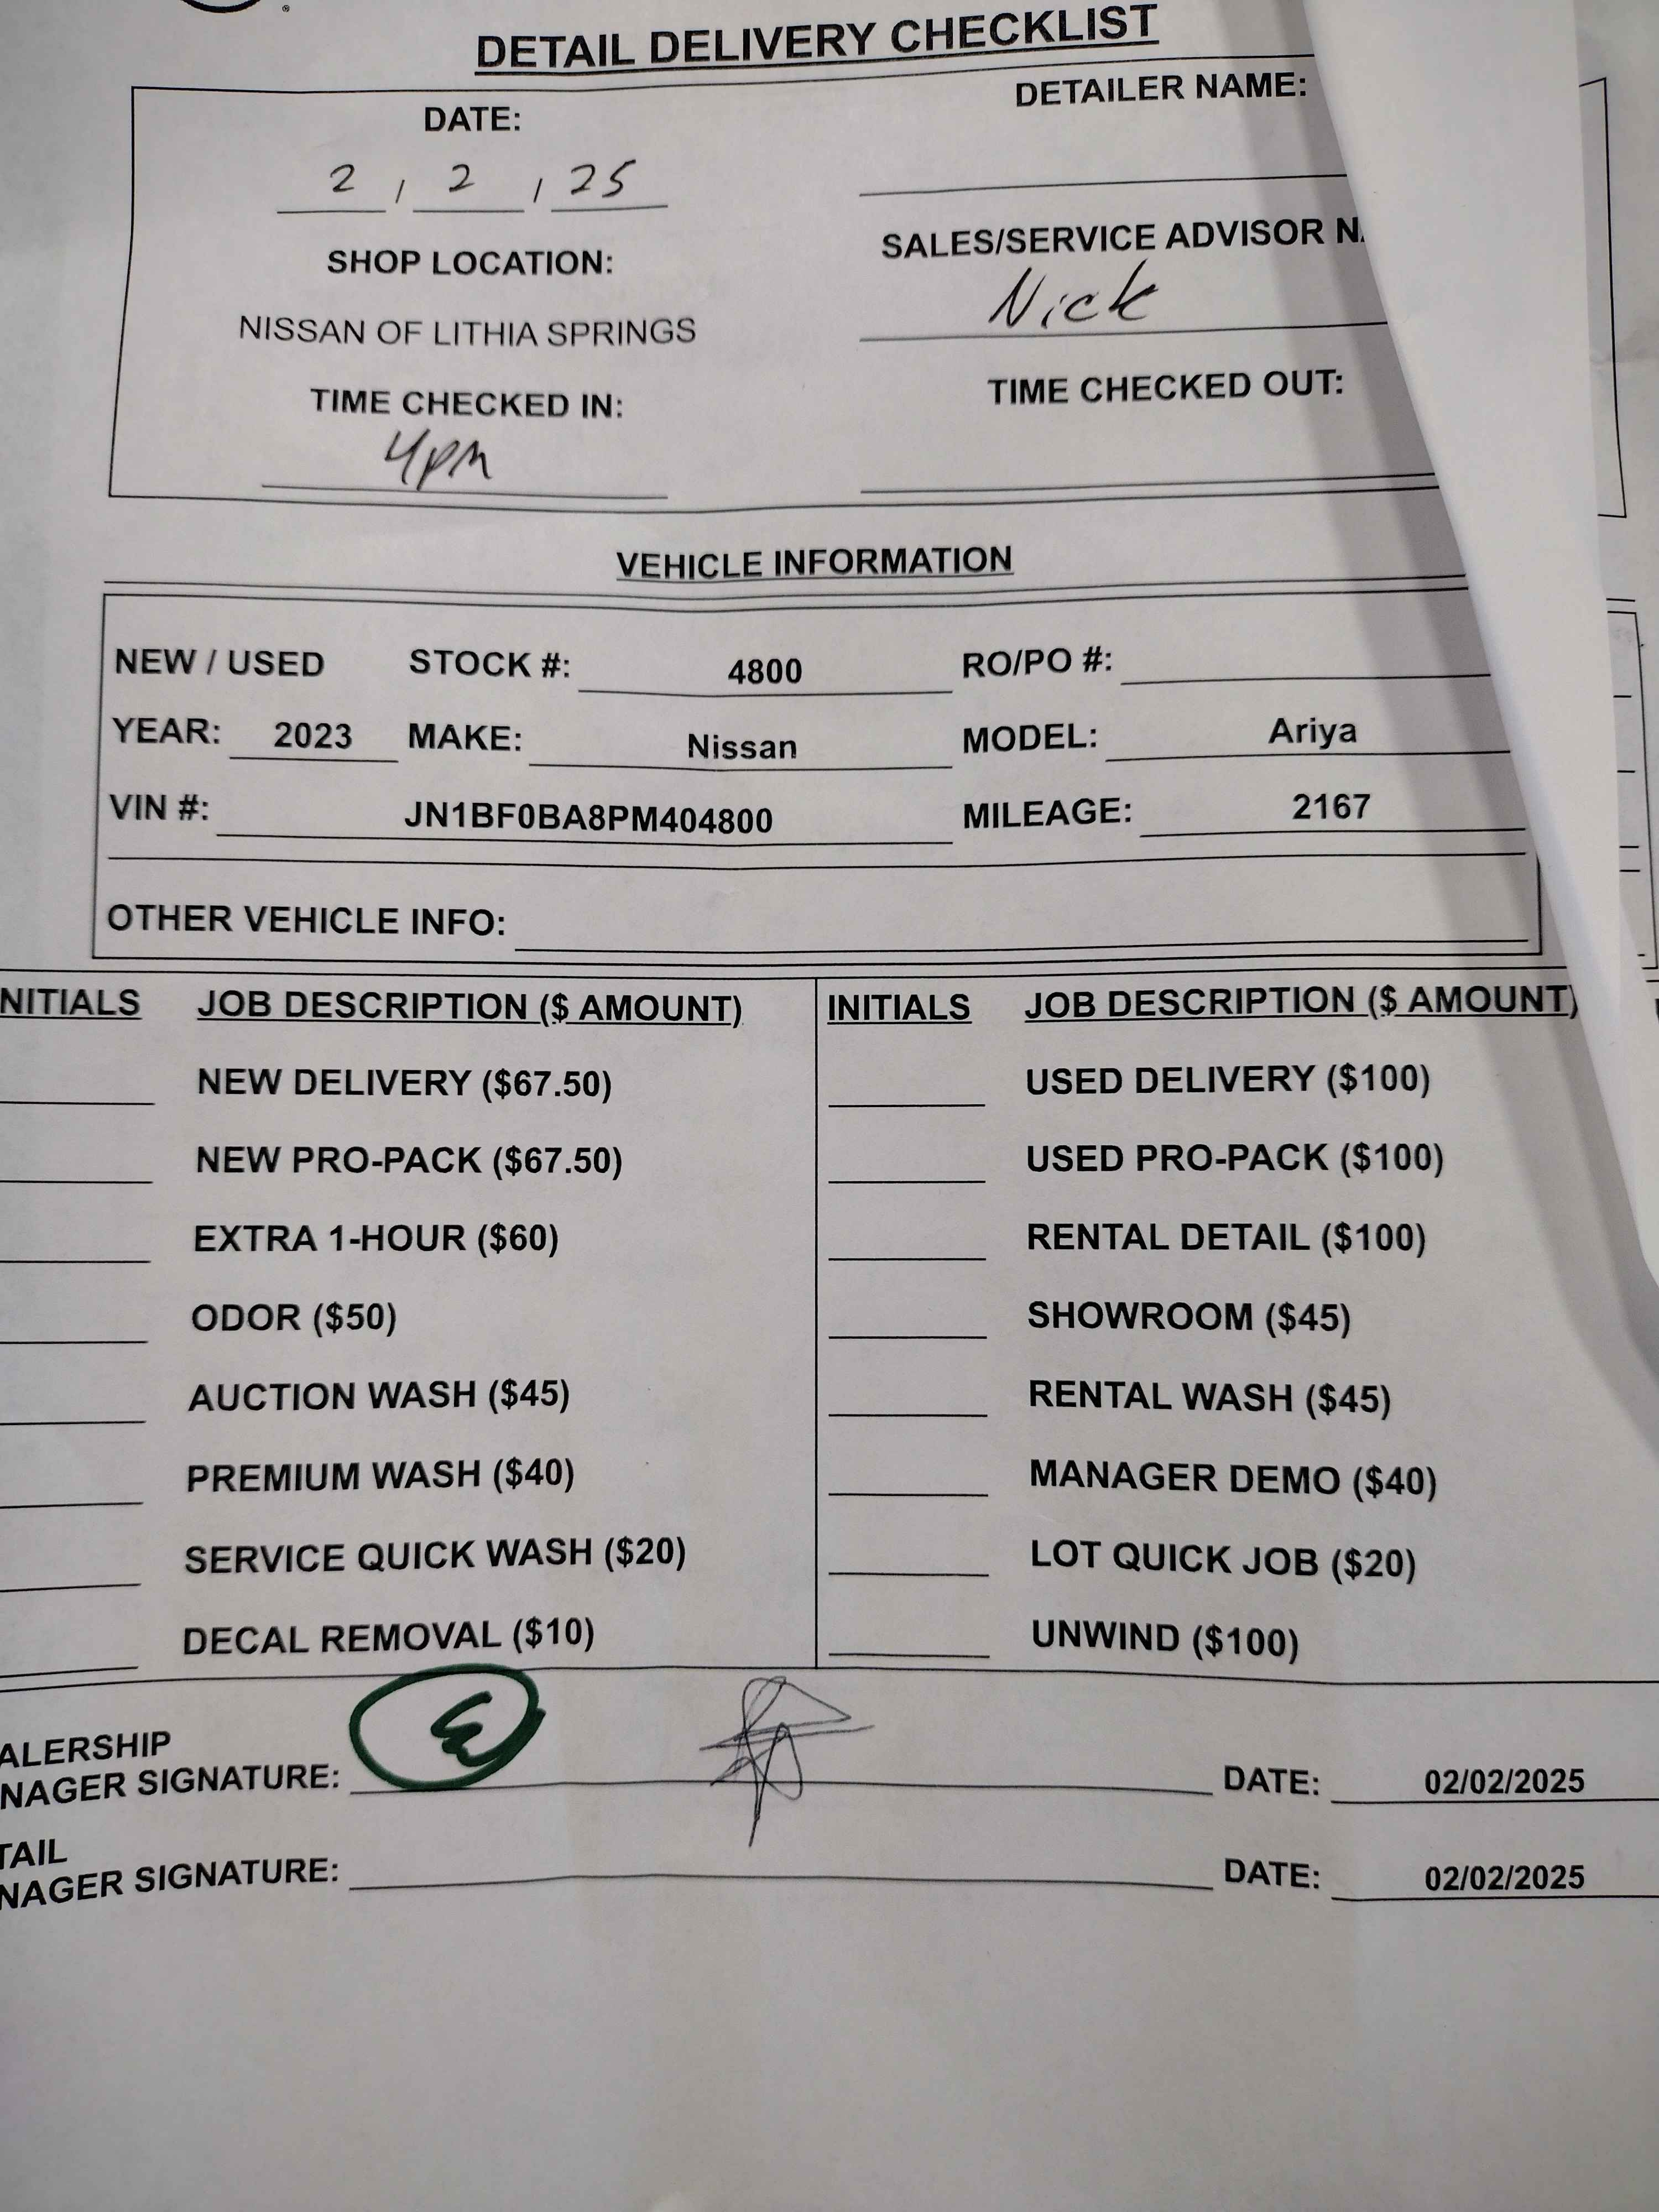 ®
DETAIL DELIVERY CHECKLIST
DATE:
2 / 2 / 25
DETAILER NAME:
SHOP LOCATION:
NISSAN OF LITHIA SPRINGS
SALES/SERVICE ADVISOR
Nick
TIME CHECKED IN:
4pm
TIME CHECKED OUT:
VEHICLE INFORMATION
NEW / USED STOCK #: 4800 RO/PO #:
YEAR: 2023 MAKE: Nissan MODEL: Ariya
VIN #: JN1BF0BA8PM404800 MILEAGE: 2167
OTHER VEHICLE INFO:
NITIALS JOB DESCRIPTION ($ AMOUNT) INITIALS JOB DESCRIPTION ($ AMOUNT)
NEW DELIVERY ($67.50) USED DELIVERY ($100)
NEW PRO-PACK ($67.50) USED PRO-PACK ($100)
EXTRA 1-HOUR ($60) RENTAL DETAIL ($100)
ODOR ($50) SHOWROOM ($45)
AUCTION WASH ($45) RENTAL WASH ($45)
PREMIUM WASH ($40) MANAGER DEMO ($40)
SERVICE QUICK WASH ($20) LOT QUICK JOB ($20)
DECAL REMOVAL ($10) UNWIND ($100)
ALERSHIP
NAGER SIGNATURE: DATE: 02/02/2025
TAIL
NAGER SIGNATURE: DATE: 02/02/2025